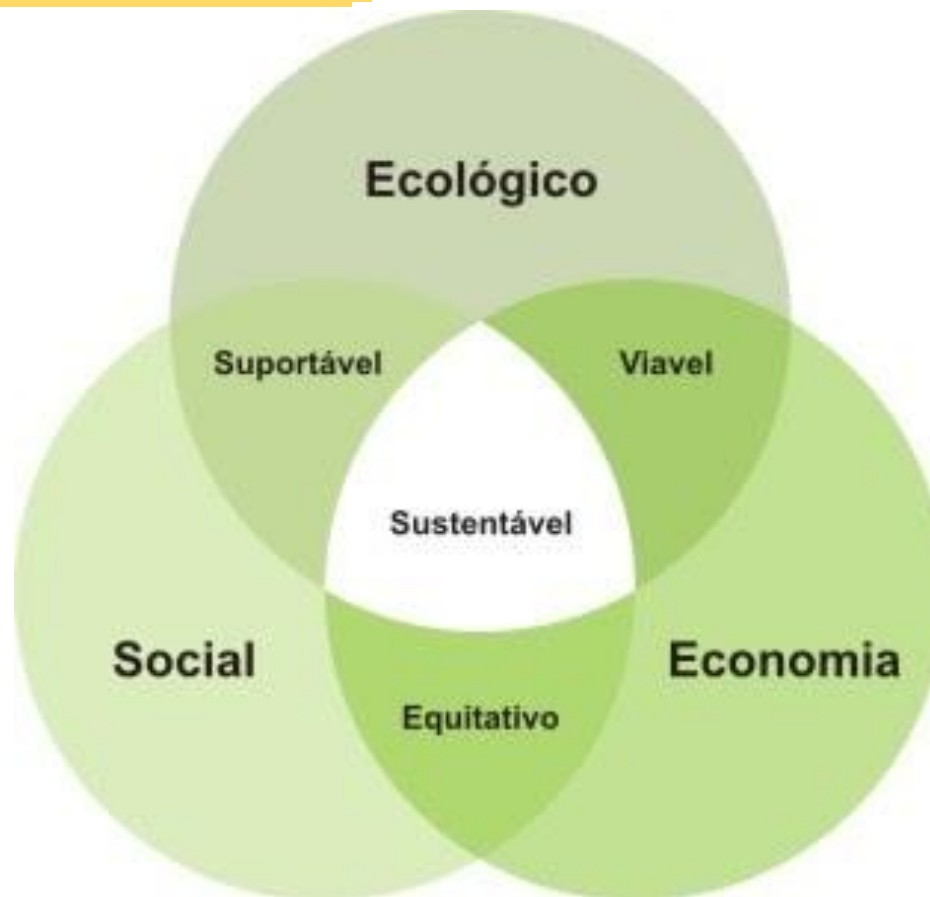 Ecológico
Suportável
Viavel
Sustentável
Social
Economia
Equitativo